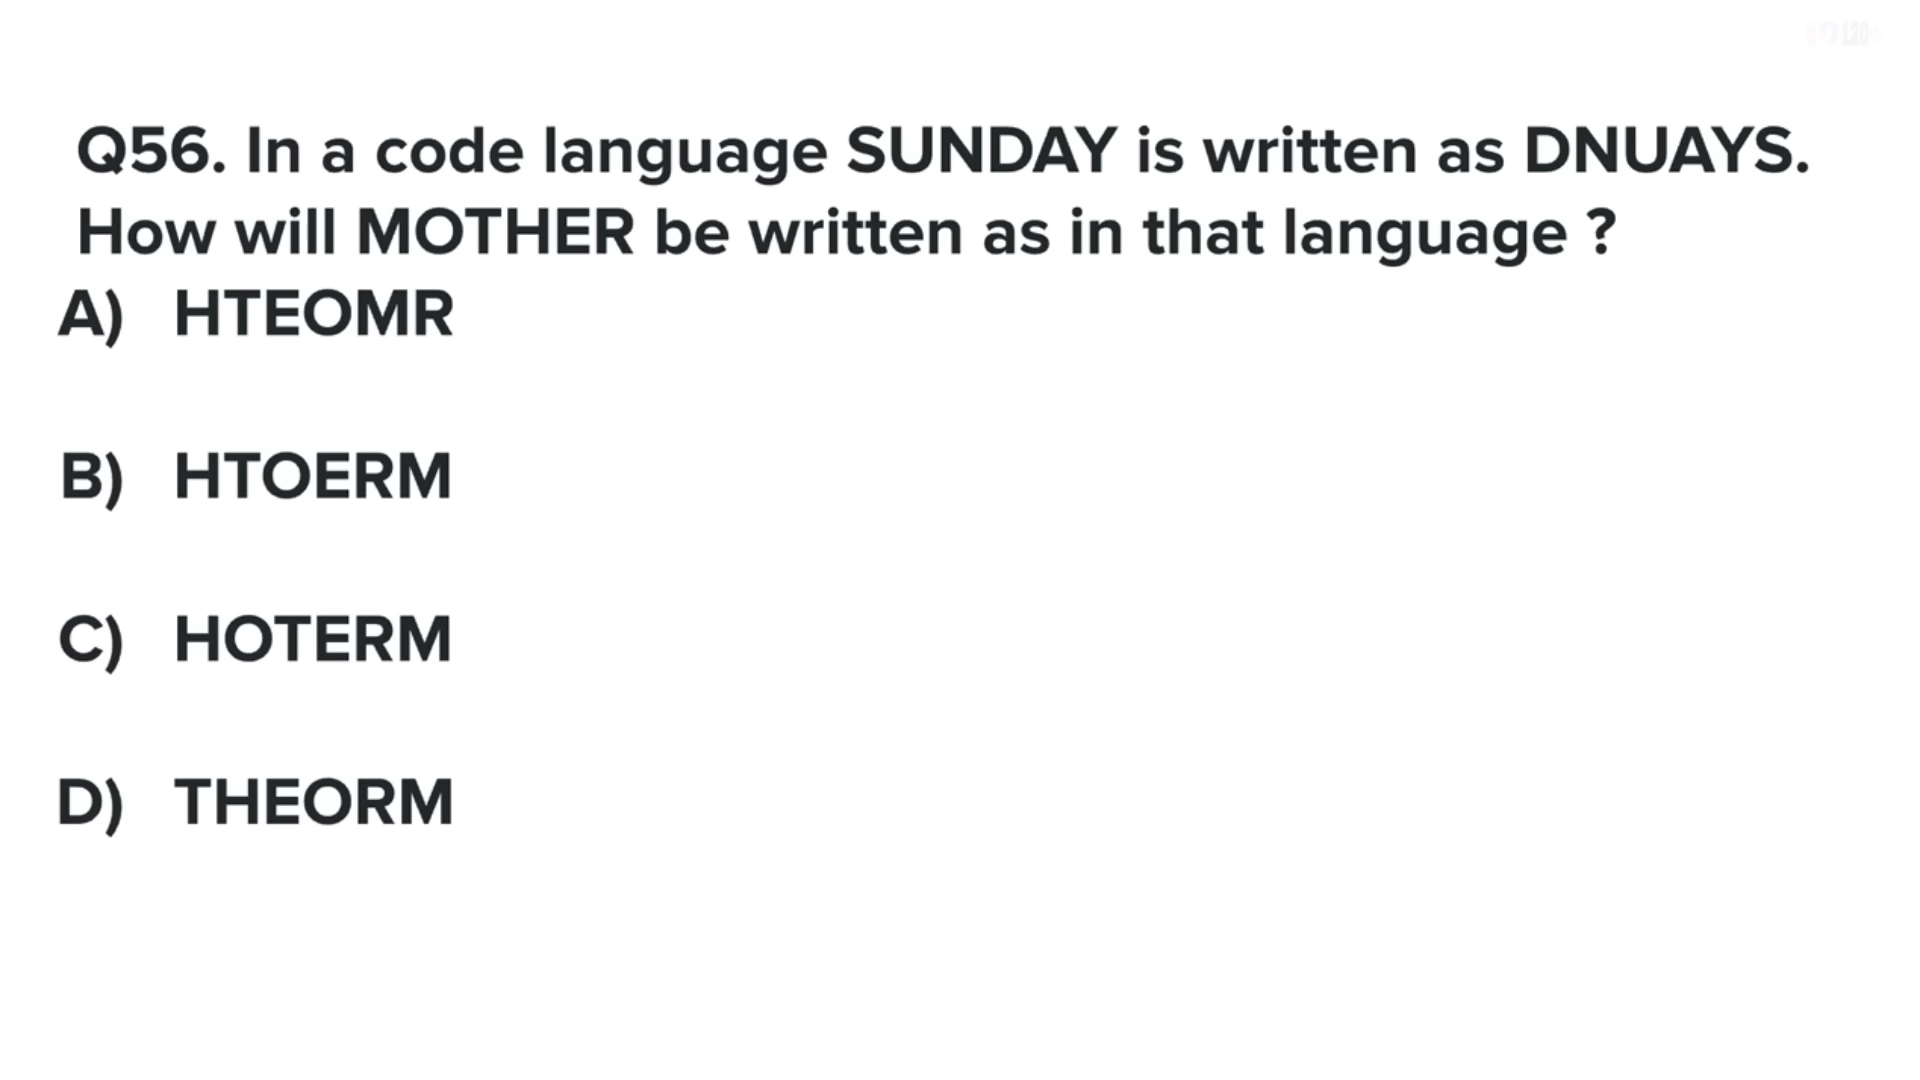 Q56. In a code language SUNDAY is written as DNUAYS.
How will MOTHER be written as in that language ?
A) HTEOMR
B) HTOERM
C) HOTERM
D) THEORM